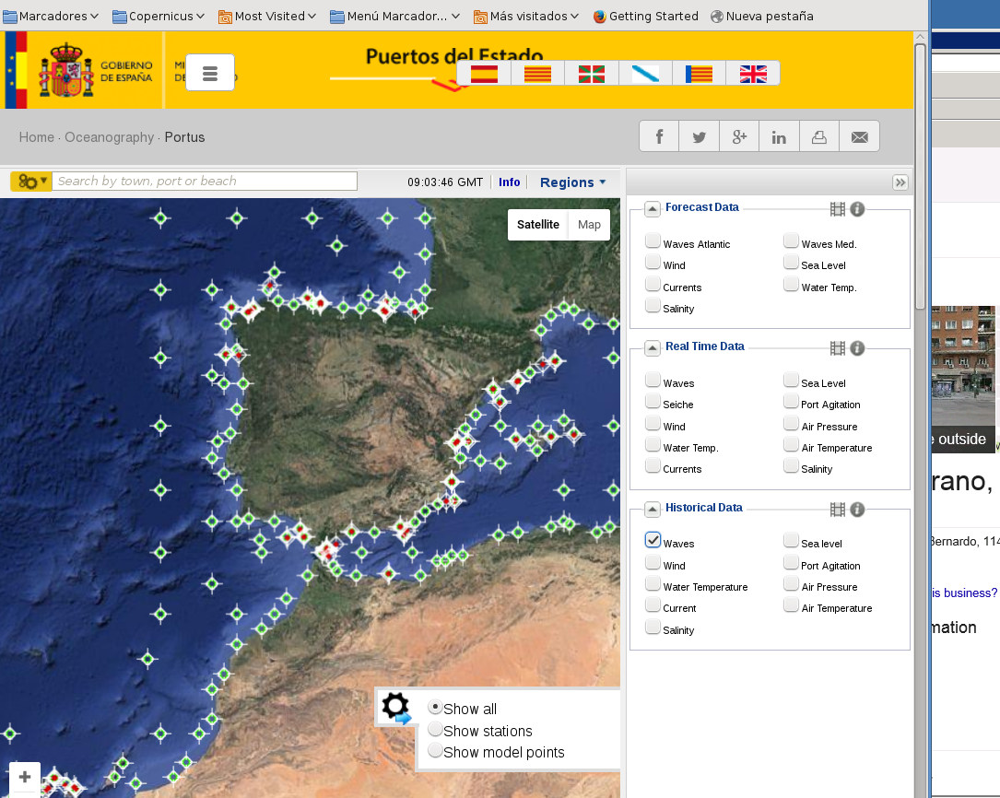 Marcadores Copernicus Most Visited Menú Marcador... Más visitados Getting Started Nueva pestaña
GOBIERNO
DE ESPAÑA
MI
DE
Puertos del Estado
Home · Oceanography · Portus
Search by town, port or beach
09:03:46 GMT Info Regions
Satellite Map
Forecast Data
Waves Atlantic Waves Med.
Wind Sea Level
Currents Water Temp.
Salinity
Real Time Data
Waves Sea Level
Seiche Port Agitation
Wind Air Pressure
Water Temp. Air Temperature
Currents Salinity
Historical Data
Waves Sea level
Wind Port Agitation
Water Temperature Air Pressure
Current Air Temperature
Salinity
Show all
Show stations
Show model points
+
outside
rano,
Bernardo, 114
is business?
mation